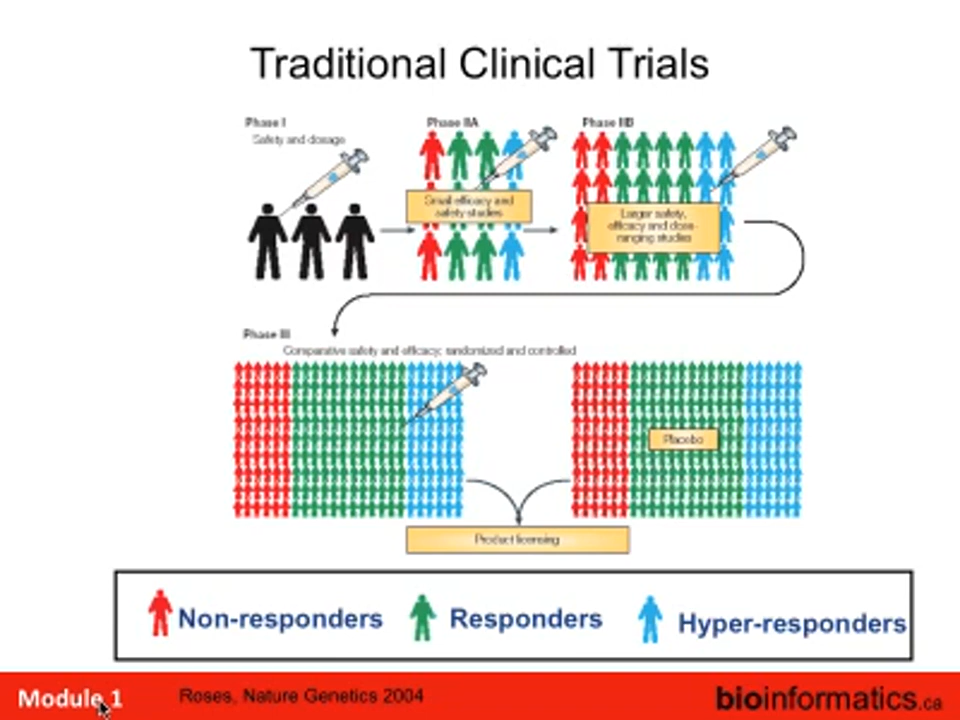 Traditional Clinical Trials
Phase I
Safety and dosage
Phase IIA
Phase IIB
Small efficacy and
safety studies
Larger safety,
efficacy and dose-
ranging studies
Phase III
Comparative safety and efficacy: randomized and controlled
Placebo
Product licensing
Non-responders
Responders
Hyper-responders
Module 1
Roses, Nature Genetics 2004
bioinformatics.ca